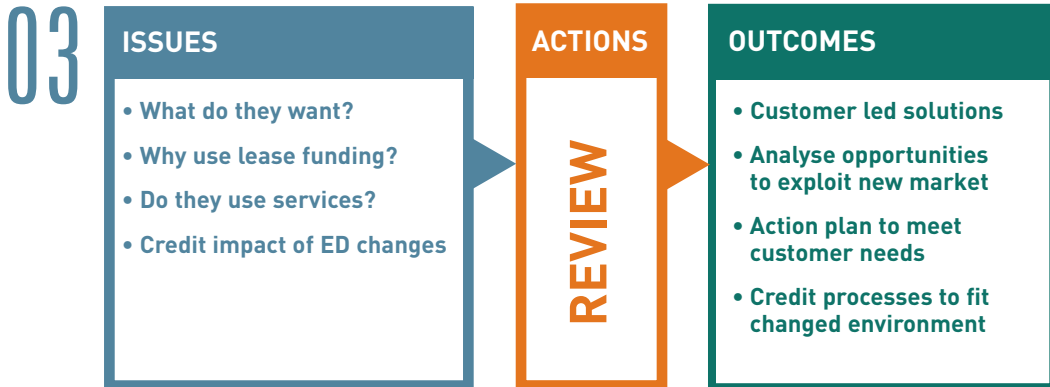 03
ISSUES
• What do they want?
• Why use lease funding?
• Do they use services?
• Credit impact of ED changes
ACTIONS
REVIEW
OUTCOMES
• Customer led solutions
• Analyse opportunities
to exploit new market
• Action plan to meet
customer needs
• Credit processes to fit
changed environment